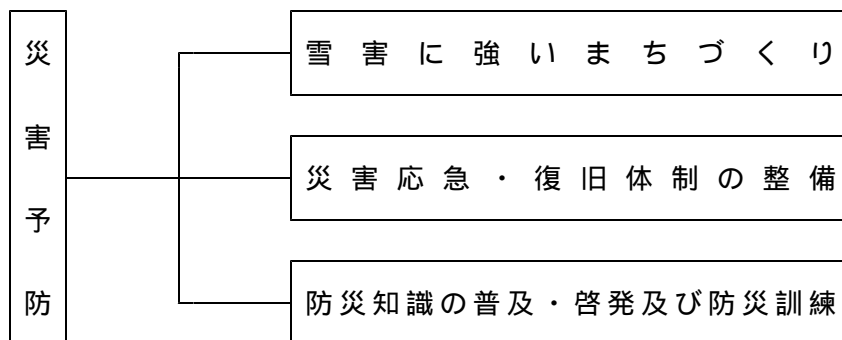 災害予防
雪害に強いまちづくり
災害応急・復旧体制の整備
防災知識の普及・啓発及び防災訓練